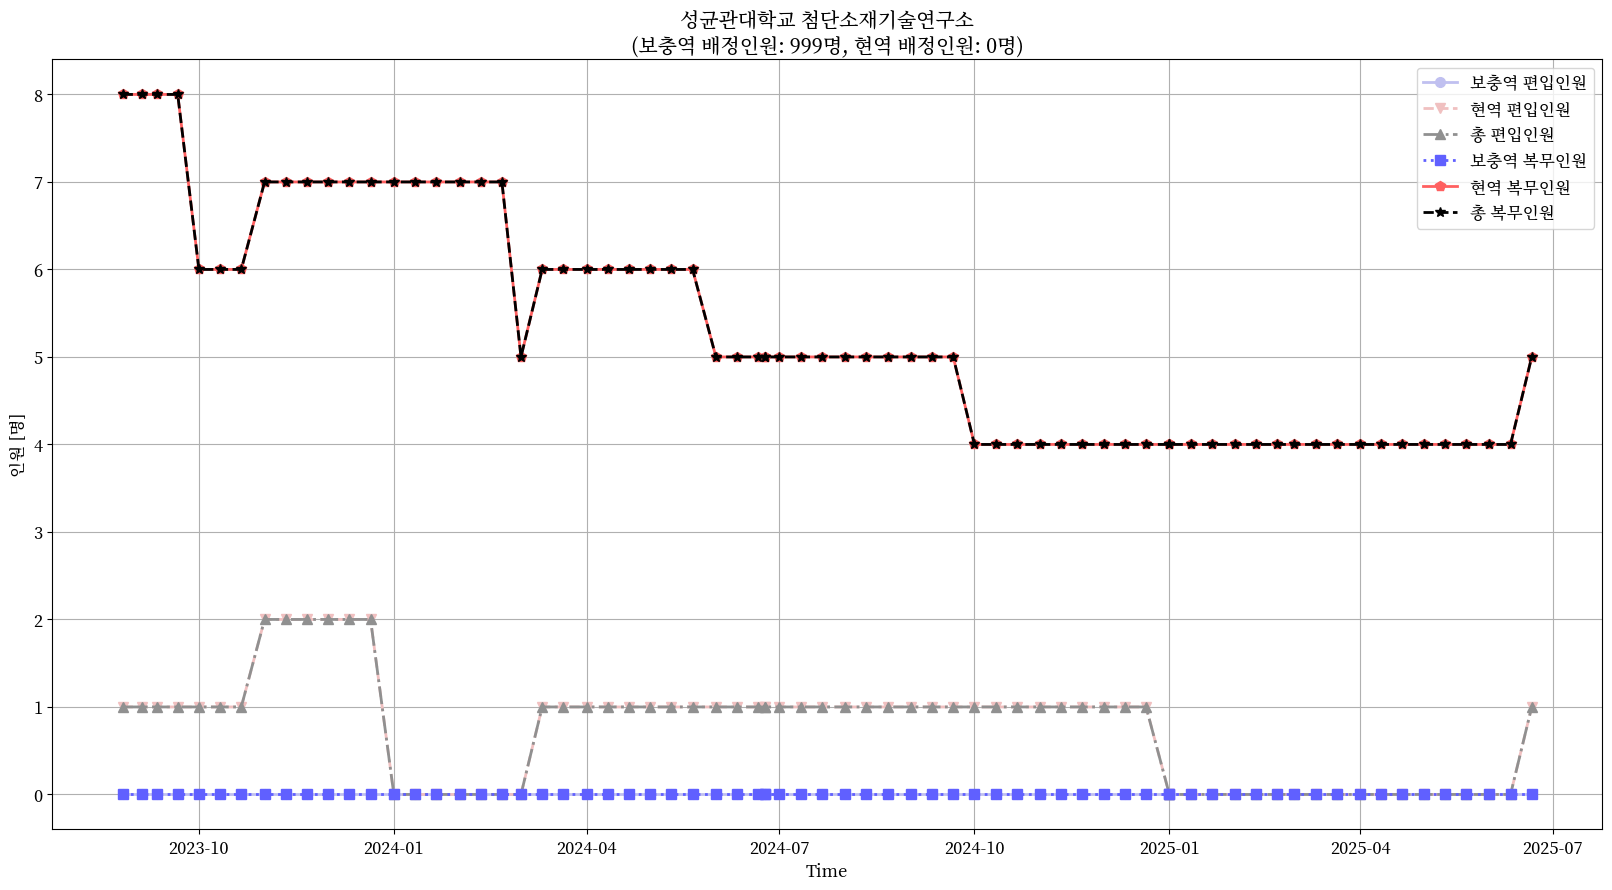 성균관대학교 첨단소재기술연구소
(보충역 배정인원: 999명, 현역 배정인원: 0명)
보충역 편입인원
현역 편입인원
총 편입인원
보충역 복무인원
현역 복무인원
총 복무인원
인원 [명]
8
7
6
5
4
3
2
1
0
2023-10
2024-01
2024-04
2024-07
2024-10
2025-01
2025-04
2025-07
Time